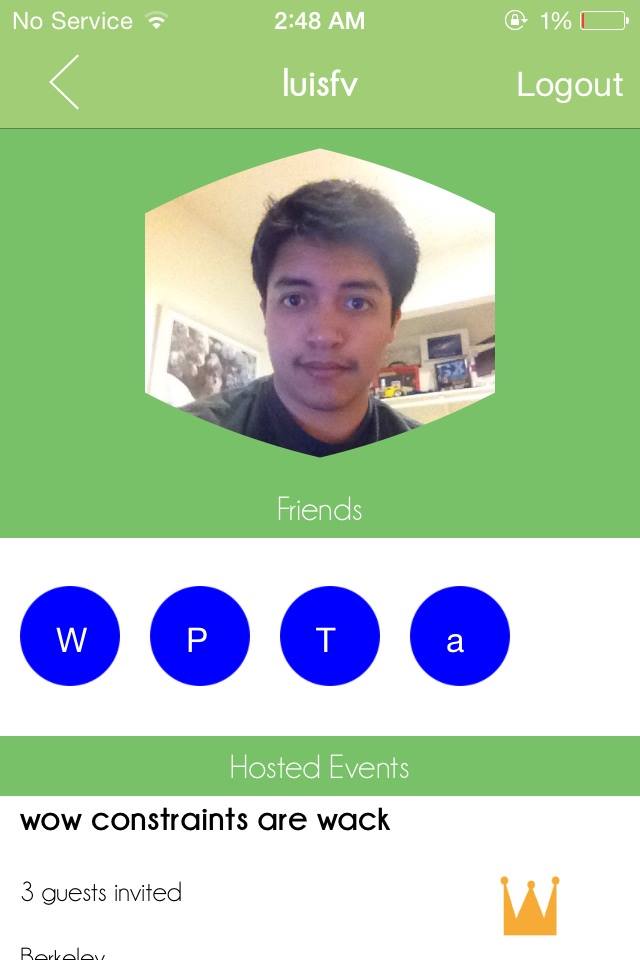 No Service 2:48 AM 1%
luisfv Logout
Friends
W P T a
Hosted Events
wow constraints are wack
3 guests invited
Berkeley